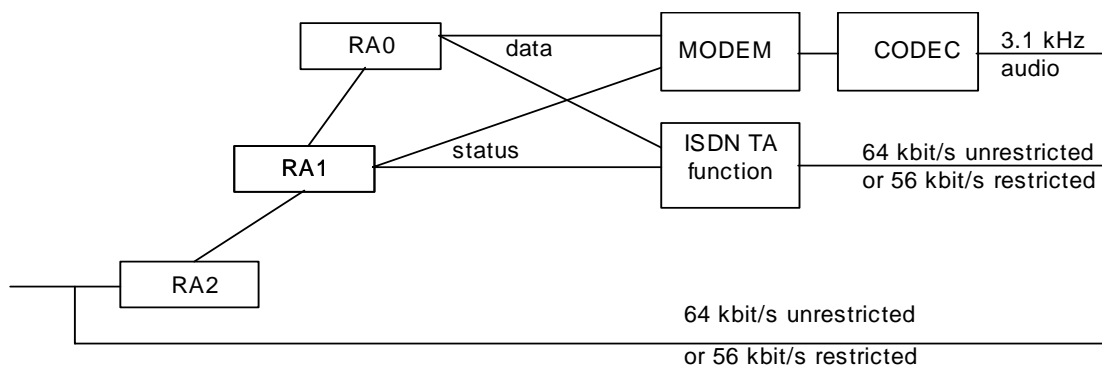 RA0
data
MODEM
CODEC
3.1 kHz
audio
RA1
status
ISDN TA
function
64 kbit/s unrestricted
or 56 kbit/s restricted
RA2
64 kbit/s unrestricted
or 56 kbit/s restricted